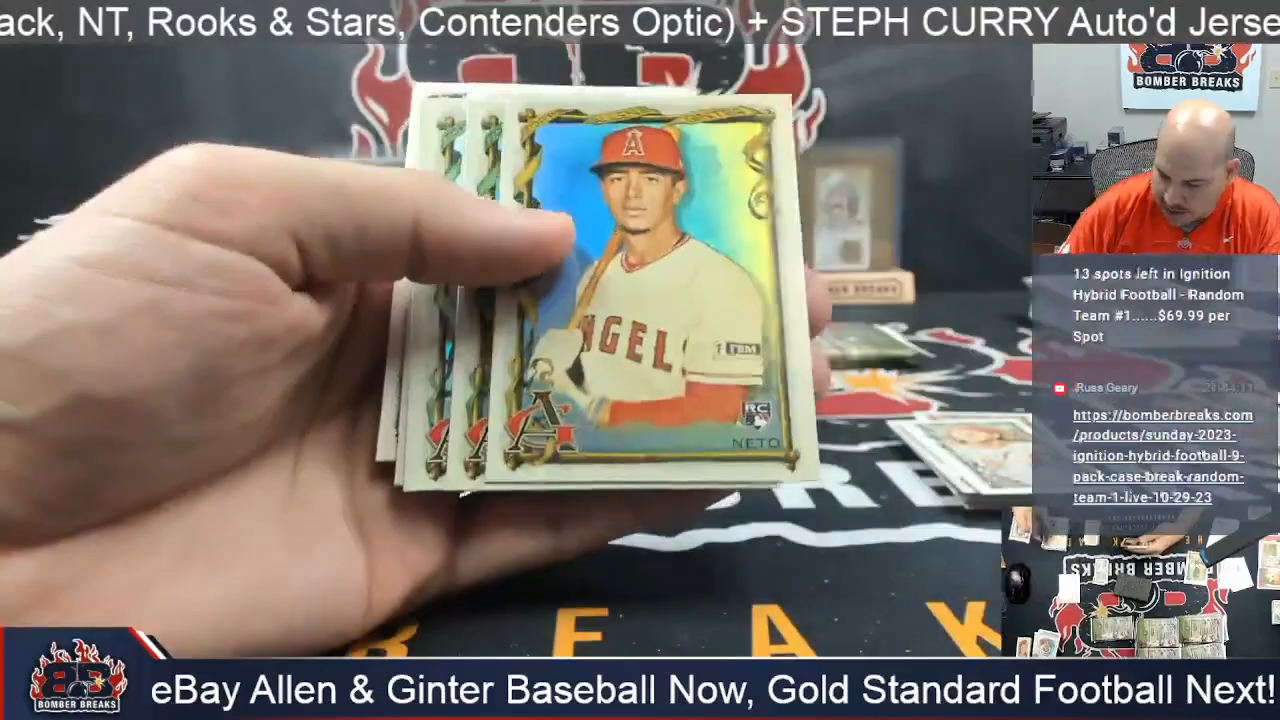 ack, NT, Rooks & Stars, Contenders Optic) + STEPH CURRY Auto'd Jerse
BOMBER BREAKS
A
ANGEL
FBM
RC
AG
NETO
13 spots left in Ignition
Hybrid Football - Random
Team #1......$69.99 per
Spot
Russ Geary
https://bomberbreaks.com
/products/sunday-2023-
ignition-hybrid-football-9-
pack-case-break-random-
team-1-live-10-29-23
BOMBER BREAKS
eBay Allen & Ginter Baseball Now, Gold Standard Football Next!